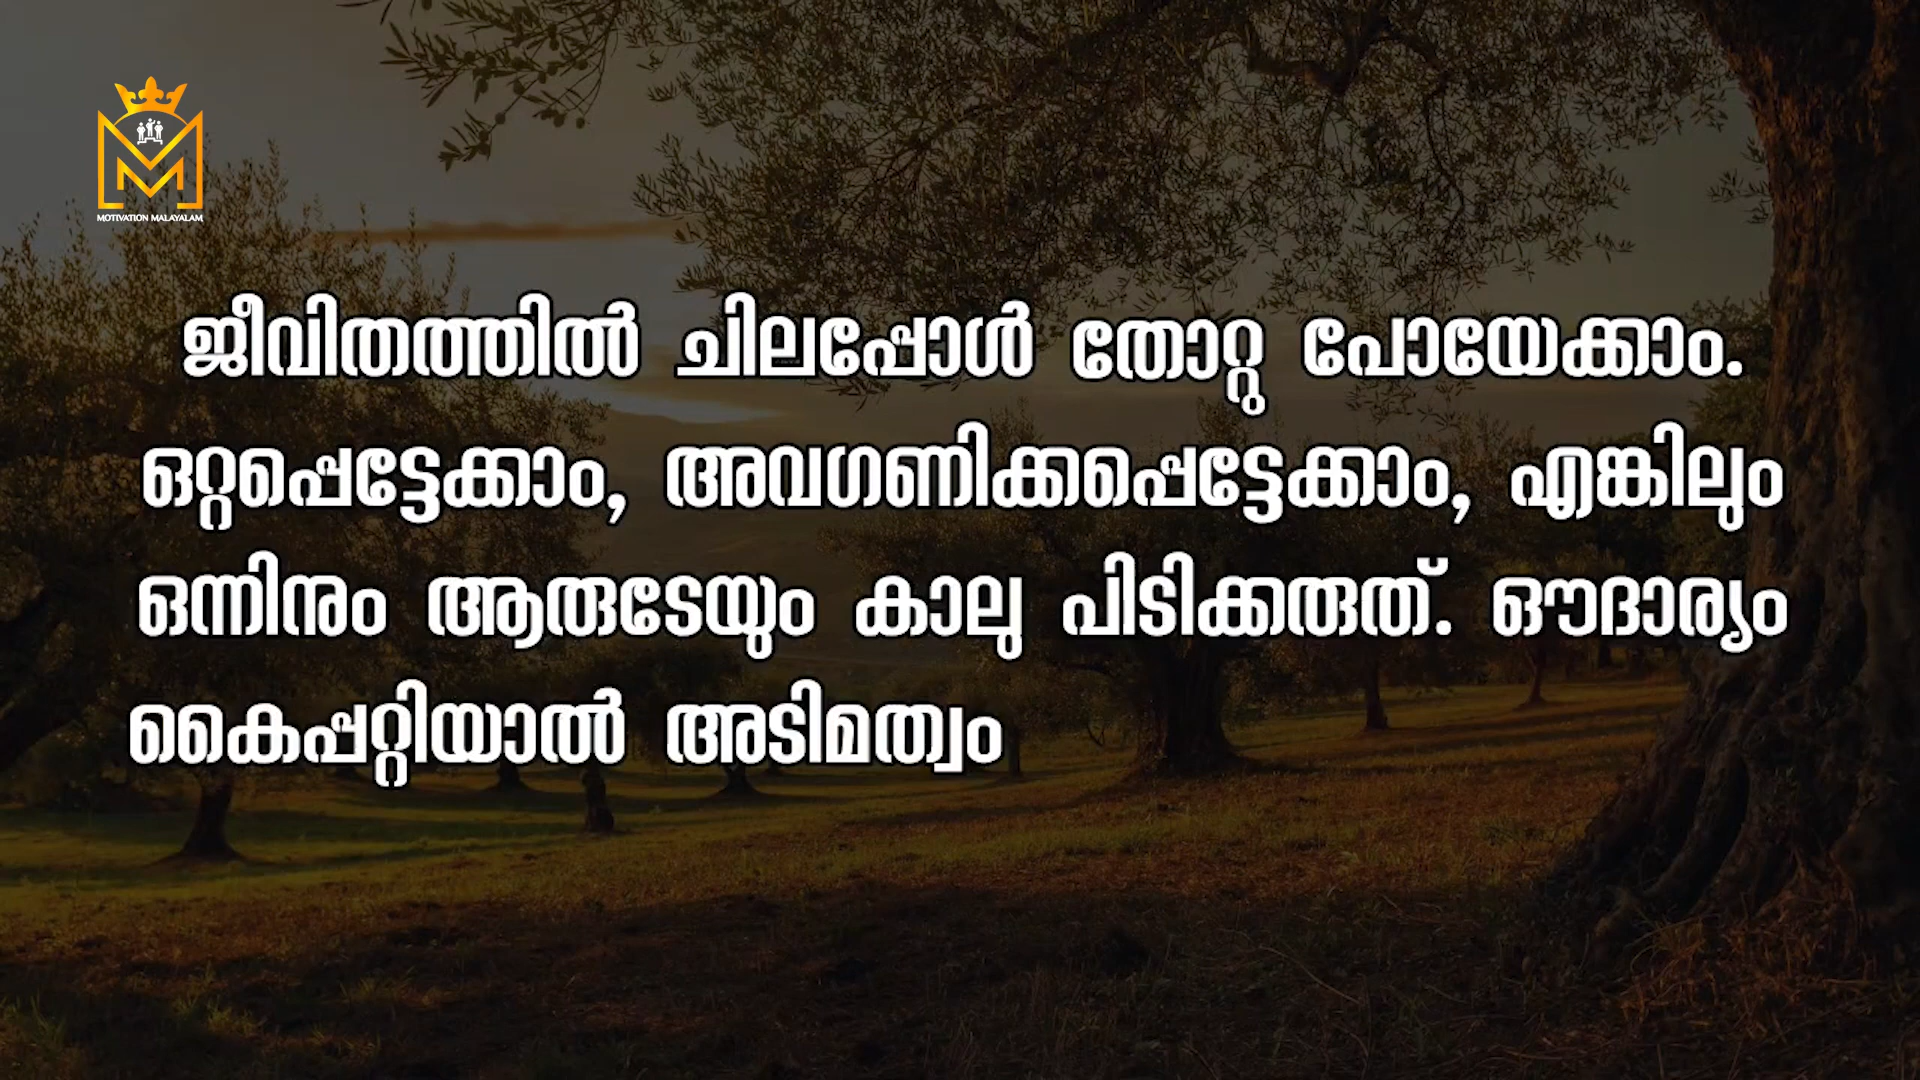 MOTIVATION MALAYALAM
ജീവിതത്തിൽ ചിലപ്പോൾ തോറ്റു പോയേക്കാം.
ഒറ്റപ്പെട്ടേക്കാം, അവഗണിക്കപ്പെട്ടേക്കാം, എങ്കിലും
ഒന്നിനും ആരുടേയും കാലു പിടിക്കരുത്. ഔദാര്യം
കൈപ്പറ്റിയാൽ അടിമത്വം